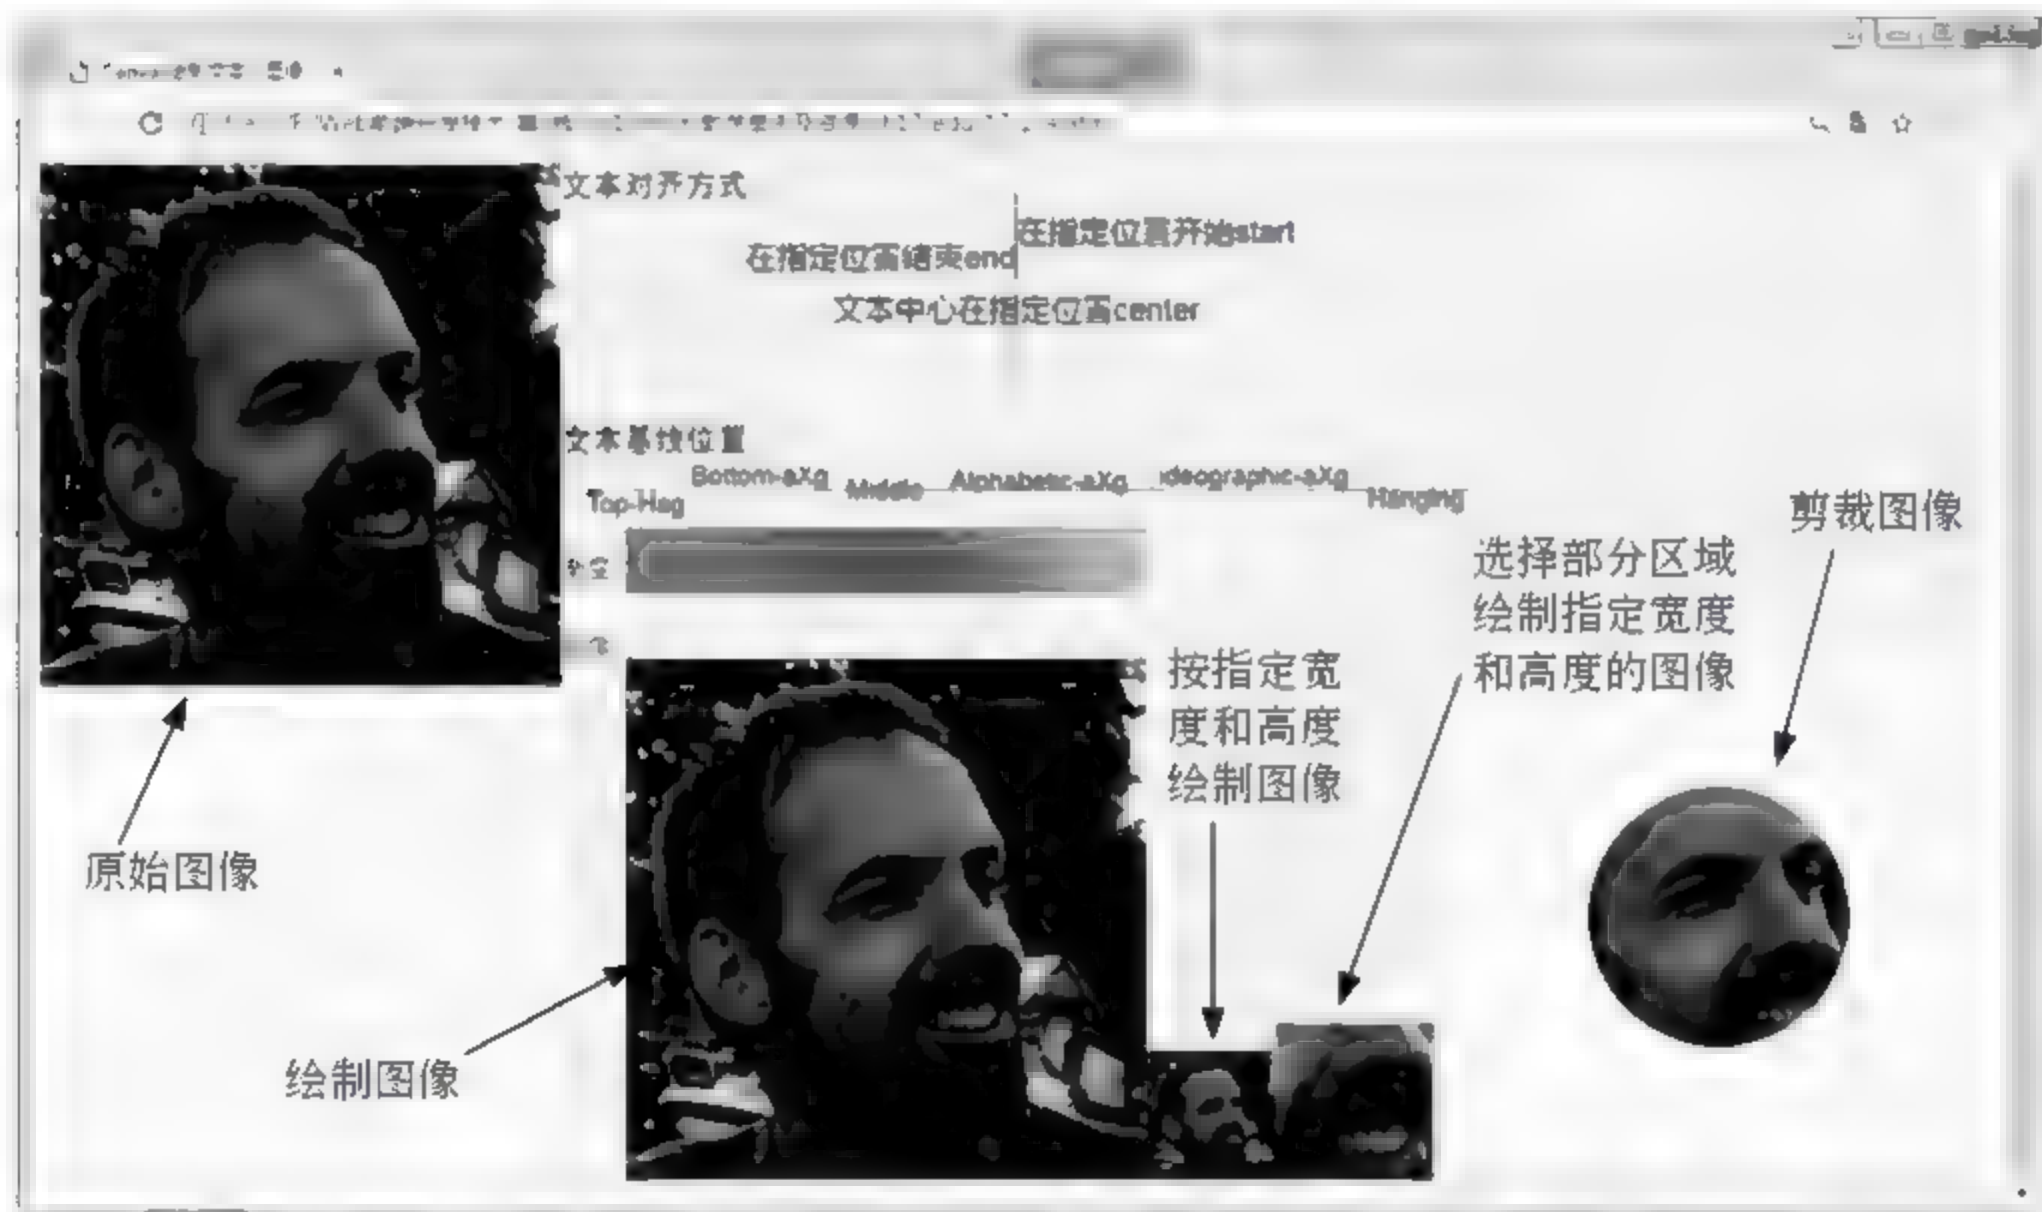 文本对齐方式
在指定位置开始start
在指定位置结束end
文本中心在指定位置center
文本基线位置
Bottom-aXg
Middle
Alphabetic-aXg
ideographic-aXg
Top-Hag
Hanging
剪裁图像
选择部分区域
绘制指定宽度
和高度的图像
按指定宽
度和高度
绘制图像
原始图像
绘制图像